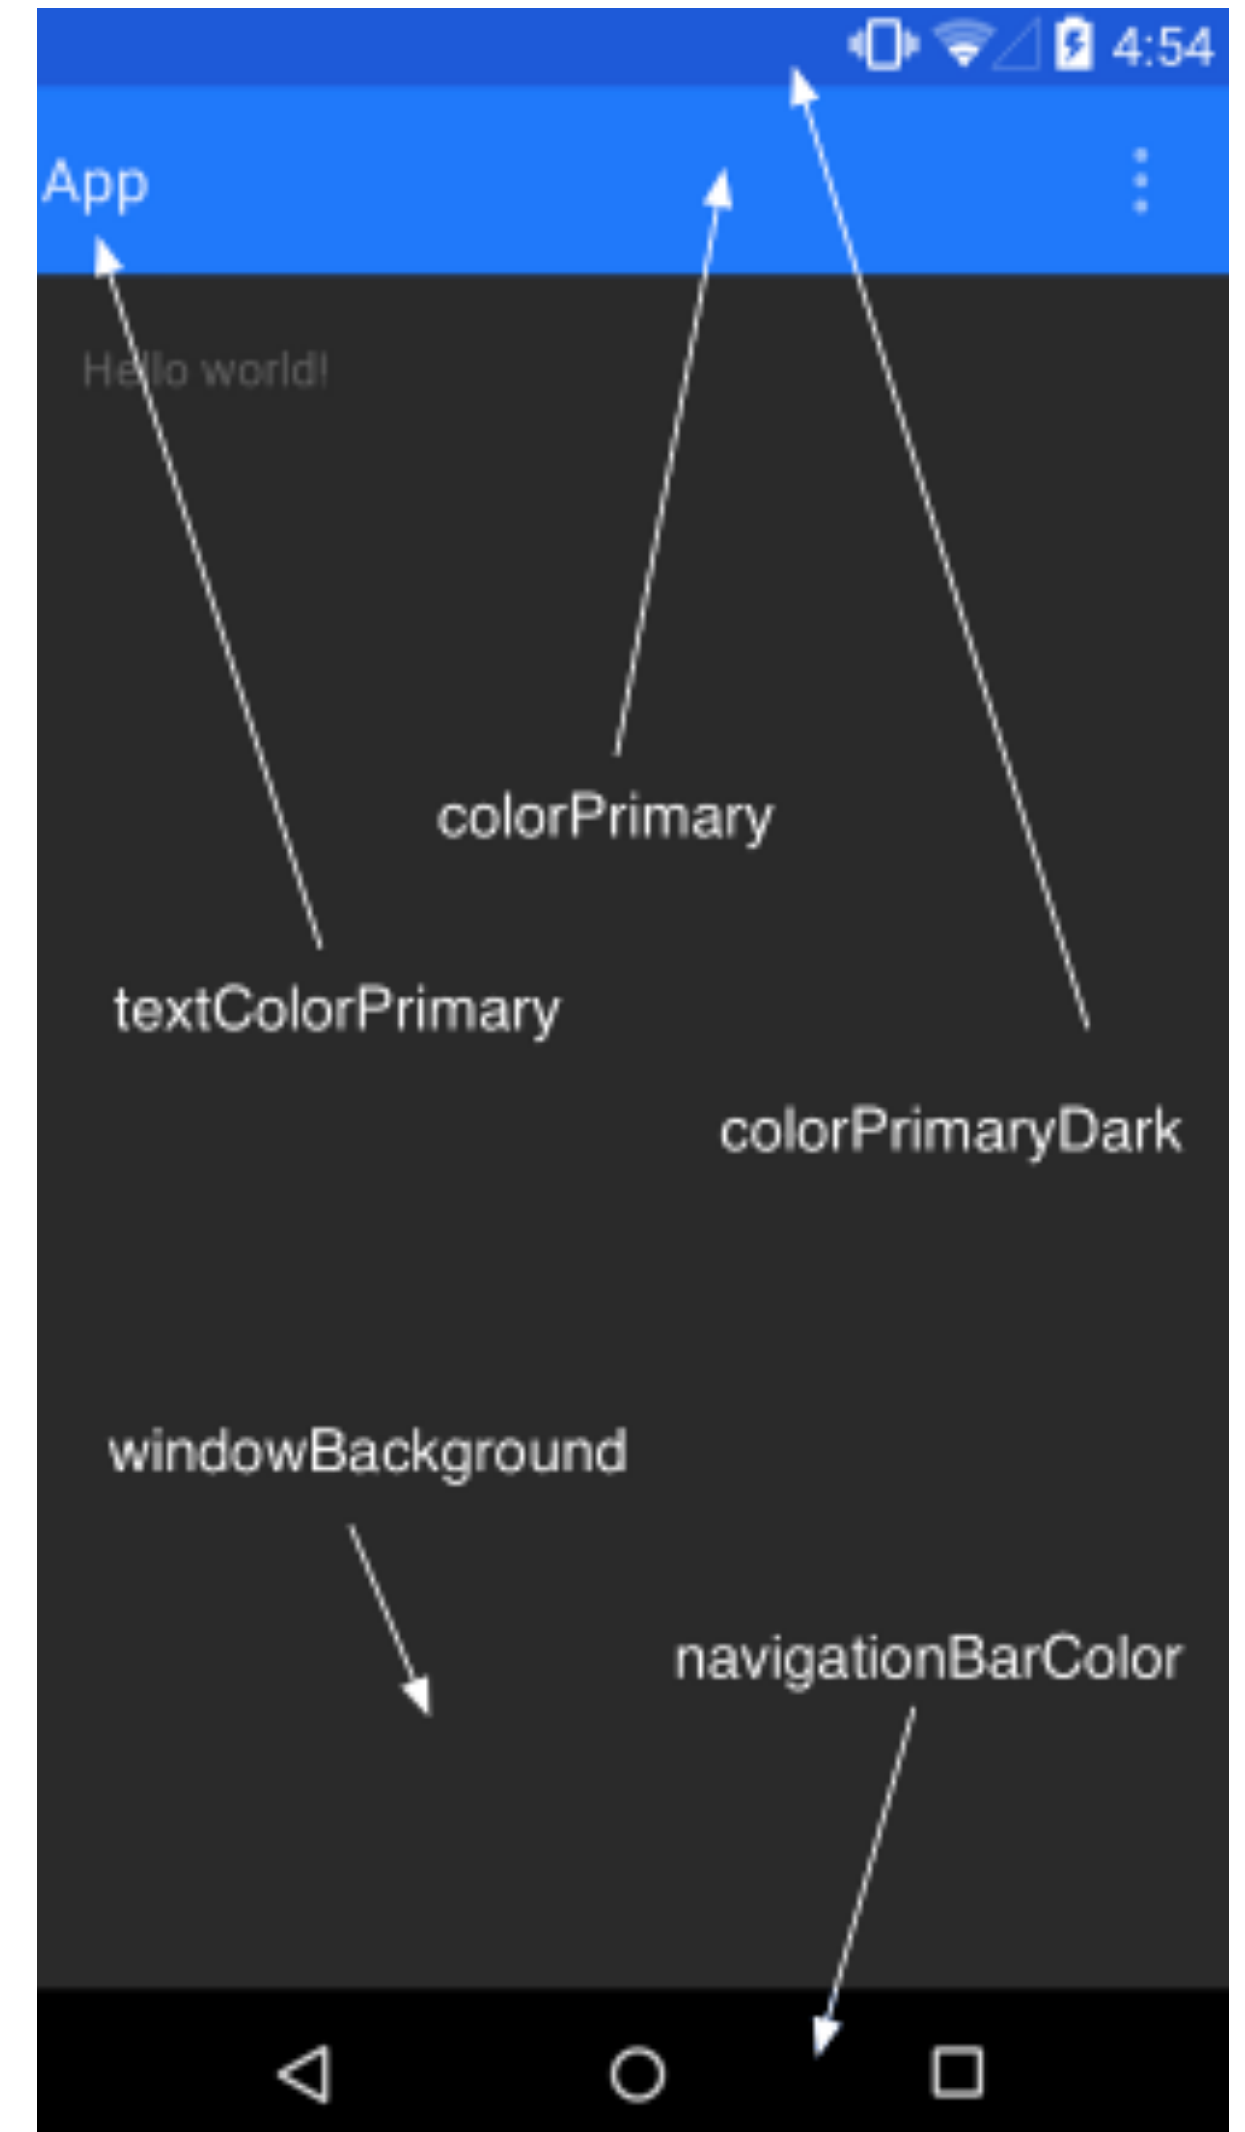 4:54
App
Hello world!
colorPrimary
textColorPrimary
colorPrimaryDark
windowBackground
navigationBarColor